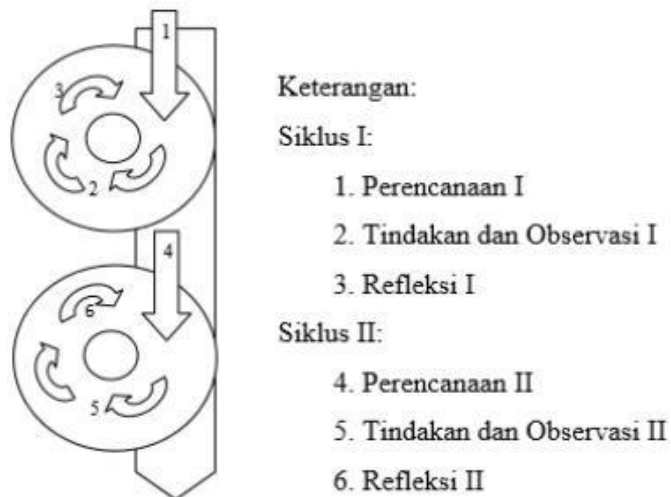 1
3
2
4
6
5
Keterangan:
Siklus I:
1. Perencanaan I
2. Tindakan dan Observasi I
3. Refleksi I
Siklus II:
4. Perencanaan II
5. Tindakan dan Observasi II
6. Refleksi II